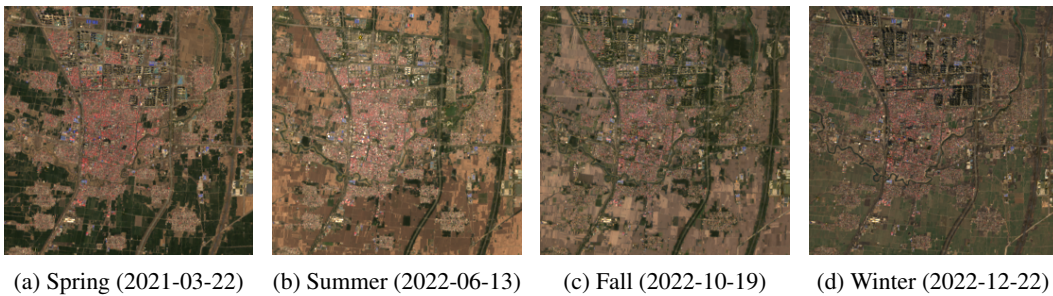 (a) Spring (2021-03-22)
(b) Summer (2022-06-13)
(c) Fall (2022-10-19)
(d) Winter (2022-12-22)